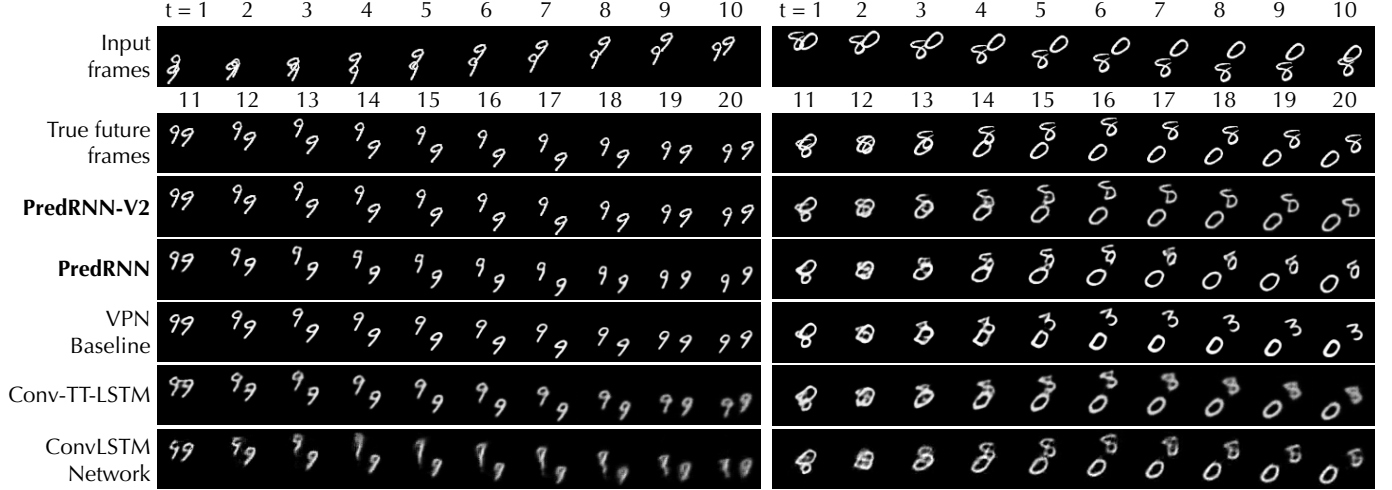 t = 1 2 3 4 5 6 7 8 9 10 t = 1 2 3 4 5 6 7 8 9 10
Input
frames
11 12 13 14 15 16 17 18 19 20 11 12 13 14 15 16 17 18 19 20
True future
frames
PredRNN-V2
PredRNN
VPN
Baseline
Conv-TT-LSTM
ConvLSTM
Network